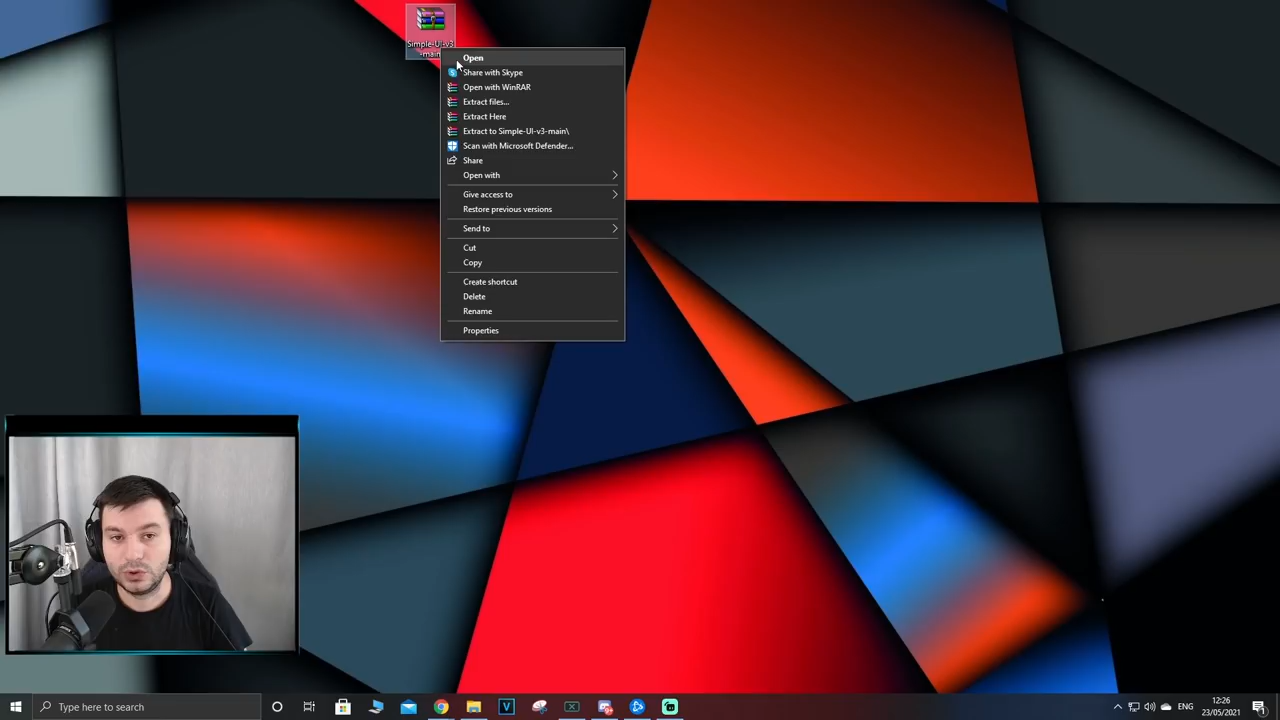 Simple-UI-v3
-main
Open
Share with Skype
Open with WinRAR
Extract files...
Extract Here
Extract to Simple-UI-v3-main\
Scan with Microsoft Defender...
Share
Open with
Give access to
Restore previous versions
Send to
Cut
Copy
Create shortcut
Delete
Rename
Properties
Type here to search
ENG
12:26
23/05/2021